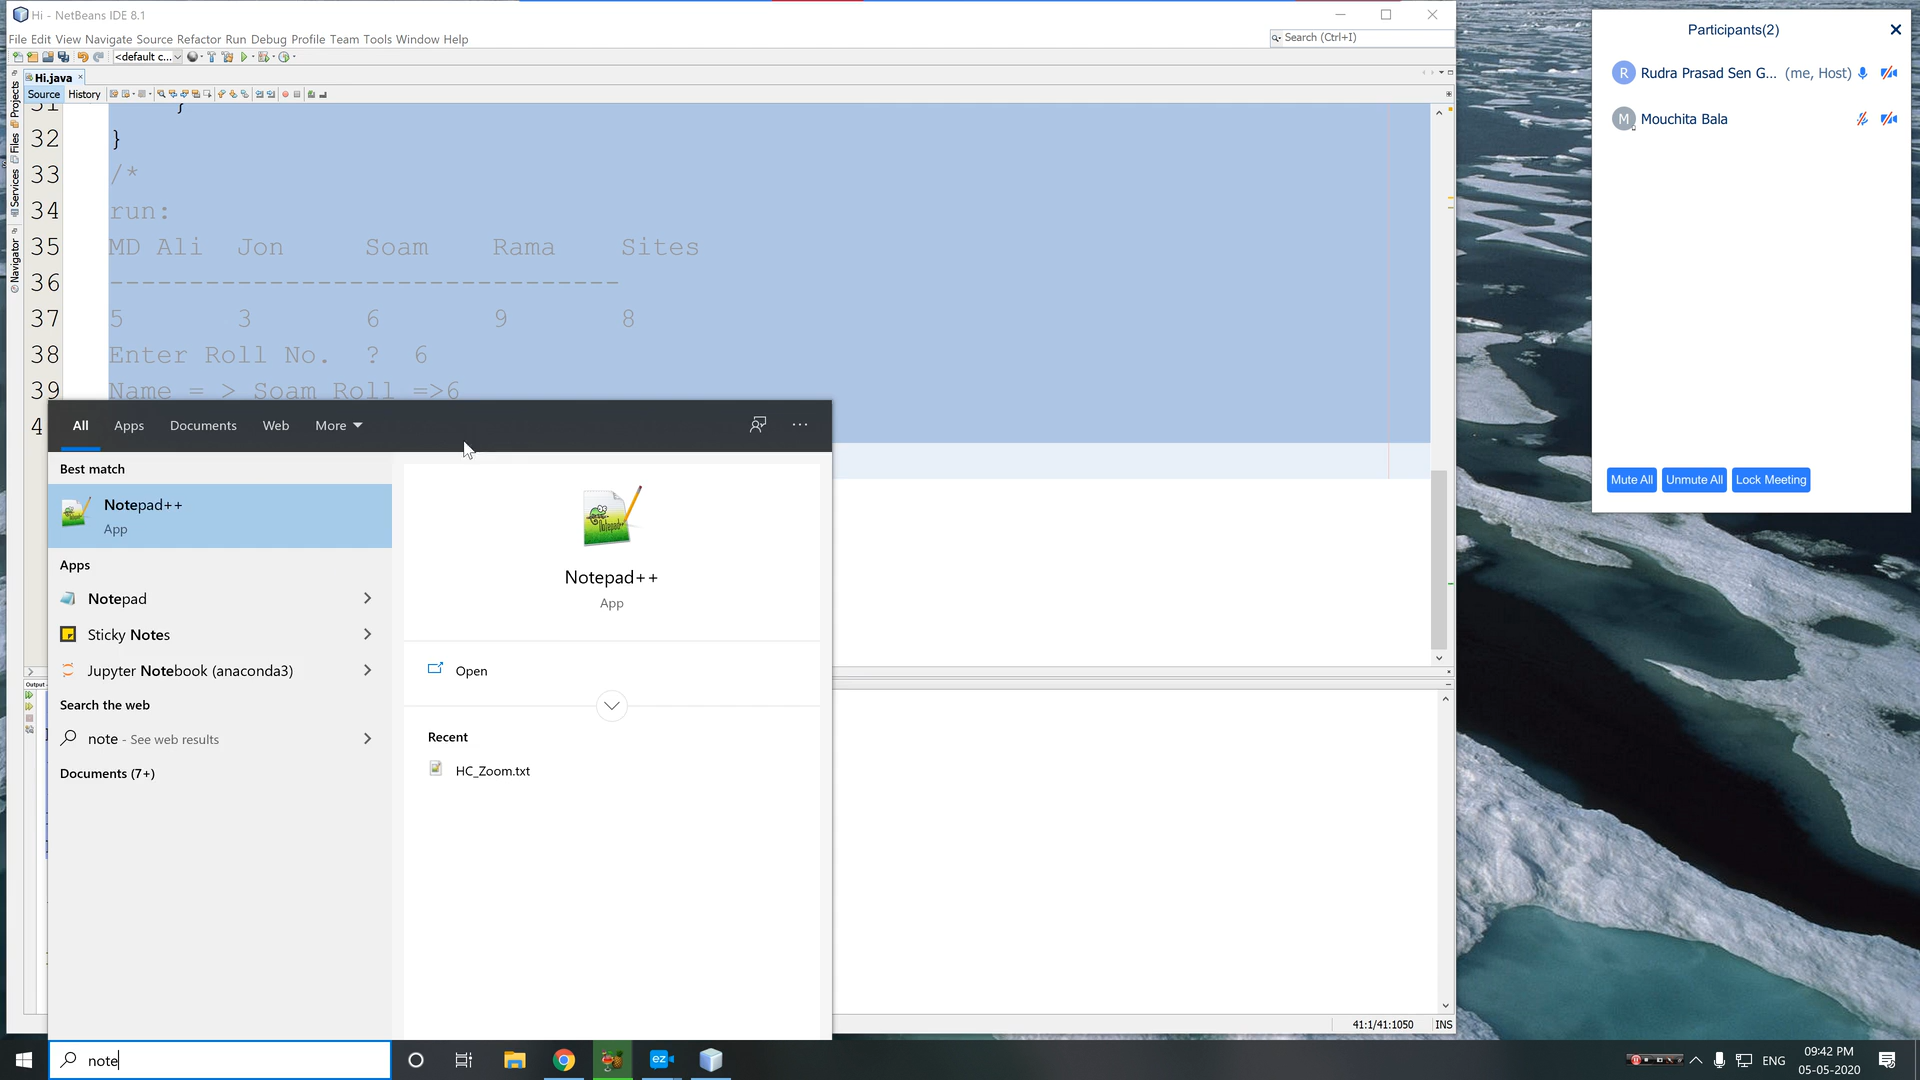 Hi - NetBeans IDE 8.1
File Edit View Navigate Source Refactor Run Debug Profile Team Tools Window Help
Search (Ctrl+I)
<default c...
Hi.java
Source History
Projects
Files
Services
Navigator
31 }
32 }
33 /*
34 run:
35 MD Ali Jon Soam Rama Sites
36 --------------------------------
37 5 3 6 9 8
38 Enter Roll No. ? 6
39 Name = > Soam Roll =>6
4
All Apps Documents Web More
Best match
Notepad++
App
Apps
Notepad
Sticky Notes
Jupyter Notebook (anaconda3)
Search the web
note - See web results
Documents (7+)
Notepad++
Notepad++
App
Open
Recent
HC_Zoom.txt
Output -
41:1/41:1050 INS
Participants(2)
R Rudra Prasad Sen G... (me, Host)
M Mouchita Bala
Mute All Unmute All Lock Meeting
note
ez
ENG
09:42 PM
05-05-2020